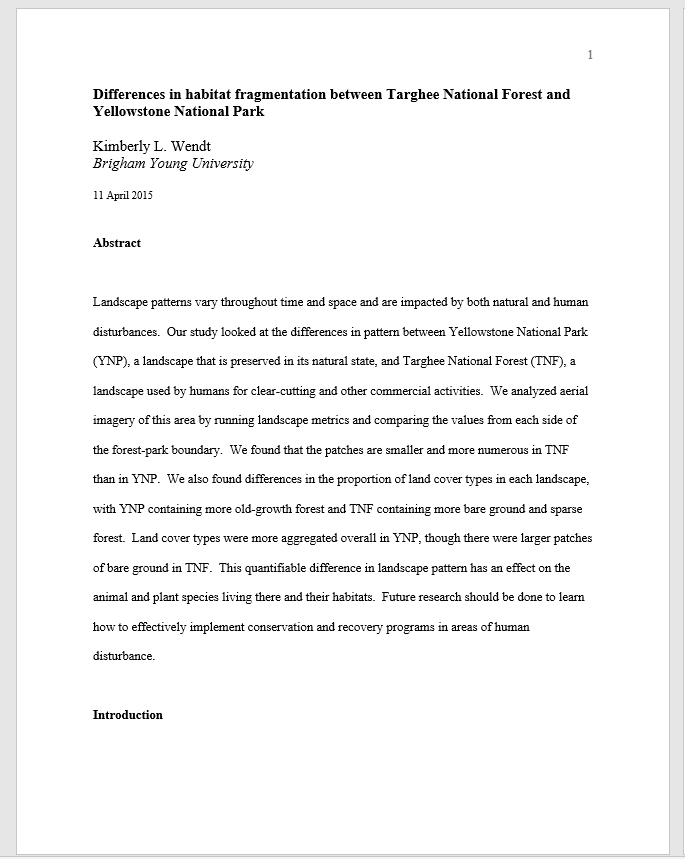 1
Differences in habitat fragmentation between Targhee National Forest and
Yellowstone National Park
Kimberly L. Wendt
Brigham Young University
11 April 2015
Abstract
Landscape patterns vary throughout time and space and are impacted by both natural and human
disturbances.  Our study looked at the differences in pattern between Yellowstone National Park
(YNP), a landscape that is preserved in its natural state, and Targhee National Forest (TNF), a
landscape used by humans for clear-cutting and other commercial activities.  We analyzed aerial
imagery of this area by running landscape metrics and comparing the values from each side of
the forest-park boundary.  We found that the patches are smaller and more numerous in TNF
than in YNP.  We also found differences in the proportion of land cover types in each landscape,
with YNP containing more old-growth forest and TNF containing more bare ground and sparse
forest.  Land cover types were more aggregated overall in YNP, though there were larger patches
of bare ground in TNF.  This quantifiable difference in landscape pattern has an effect on the
animal and plant species living there and their habitats.  Future research should be done to learn
how to effectively implement conservation and recovery programs in areas of human
disturbance.
Introduction